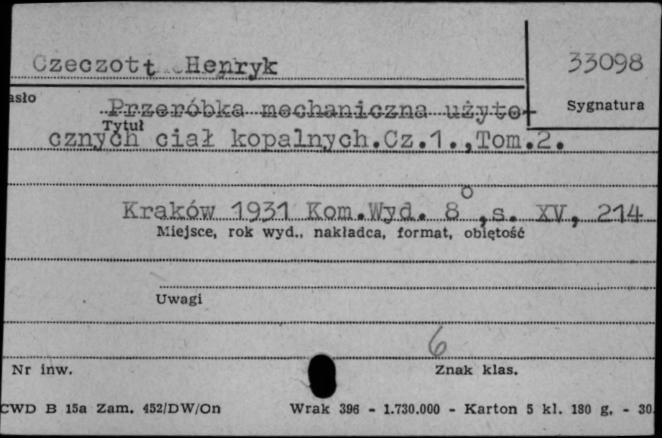 Czeczott Henryk
33098
asło
Sygnatura
Przeróbka mechaniczna użyte-
Tytuł
cznych ciał kopalnych.Cz.1.,Tom.2.
Kraków 1931 Kom.Wyd. 8°,s. XV, 214
Miejsce, rok wyd., nakładca, format, objętość
Uwagi
6
Nr inw.
Znak klas.
CWD B 15a Zam. 452/DW/On
Wrak 396 - 1.730.000 - Karton 5 kl. 180 g. - 30.